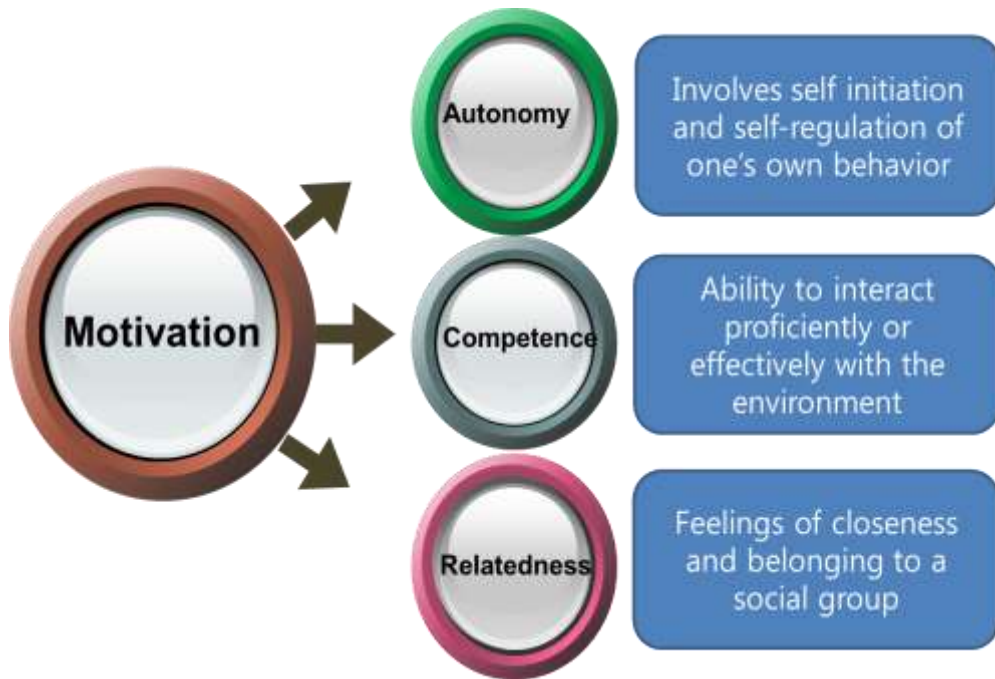 Motivation
Autonomy
Involves self initiation
and self-regulation of
one's own behavior
Competence
Ability to interact
proficiently or
effectively with the
environment
Relatedness
Feelings of closeness
and belonging to a
social group